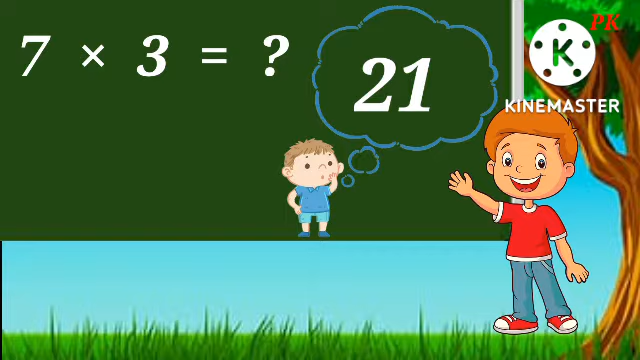 7 × 3 = ?
21
PK
K
KINEMASTER